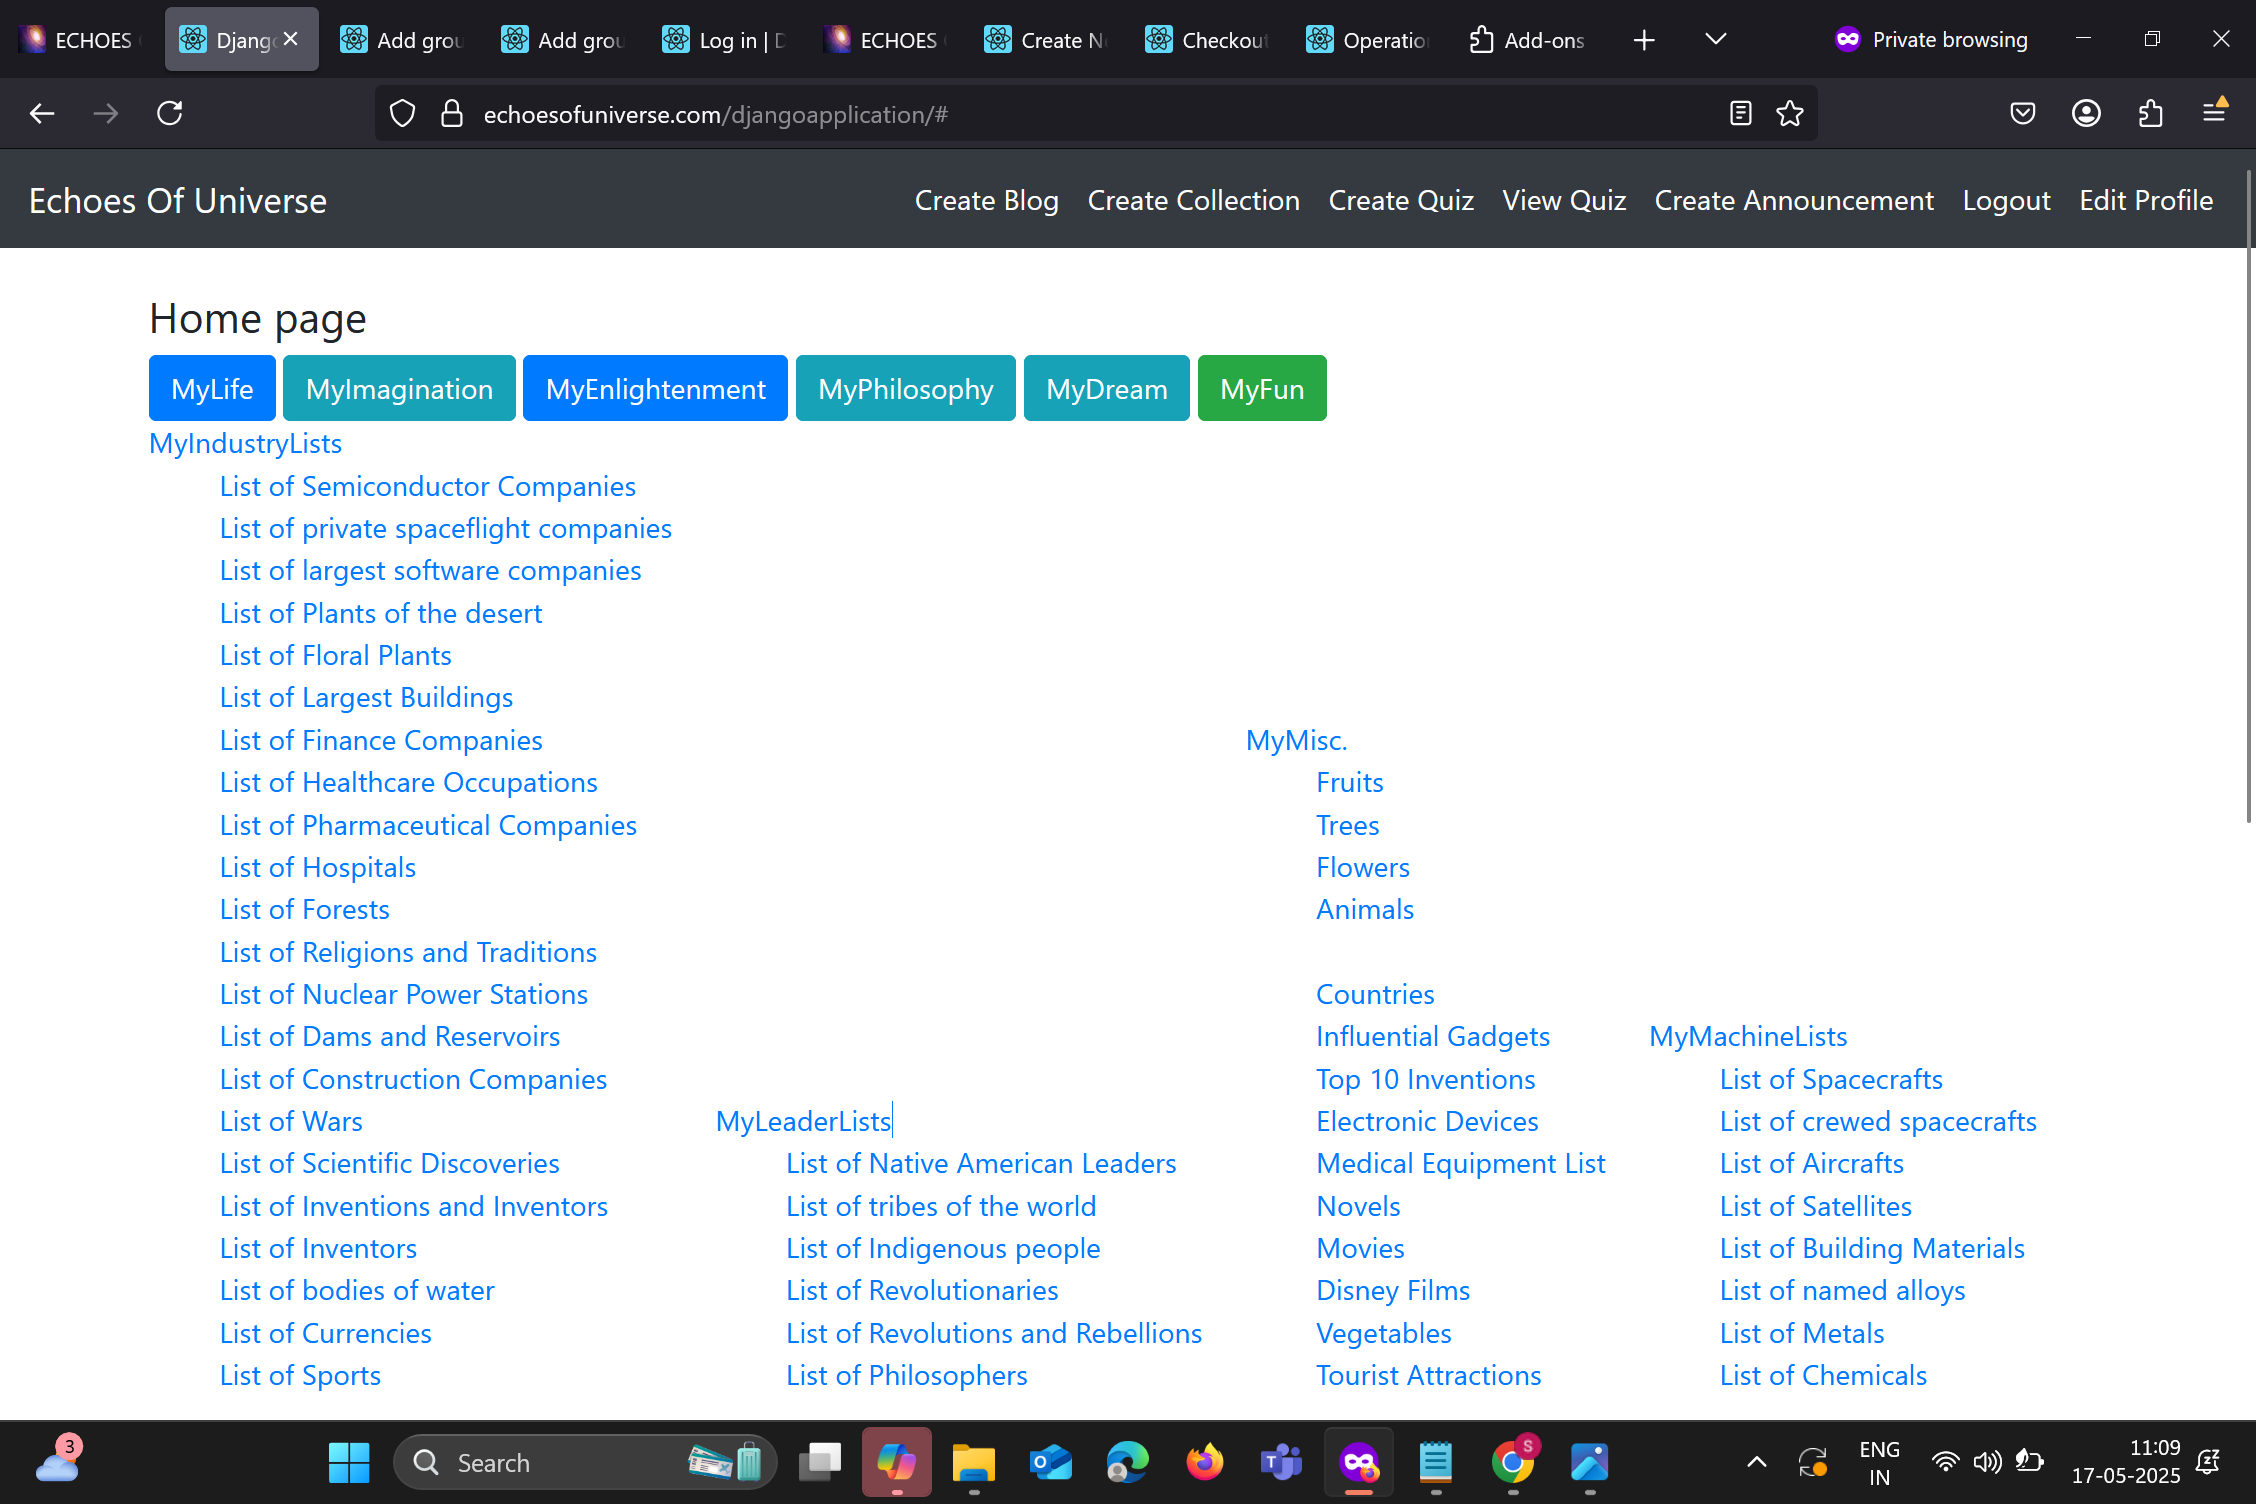 ECHOES
Djang
Add grou
Add grou
Log in | D
ECHOES
Create N
Checkout
Operatio
Add-ons
Private browsing
echoesofuniverse.com/djangoapplication/#
Echoes Of Universe
Create Blog
Create Collection
Create Quiz
View Quiz
Create Announcement
Logout
Edit Profile
Home page
MyLife
MyImagination
MyEnlightenment
MyPhilosophy
MyDream
MyFun
MyIndustryLists
List of Semiconductor Companies
List of private spaceflight companies
List of largest software companies
List of Plants of the desert
List of Floral Plants
List of Largest Buildings
List of Finance Companies
List of Healthcare Occupations
List of Pharmaceutical Companies
List of Hospitals
List of Forests
List of Religions and Traditions
List of Nuclear Power Stations
List of Dams and Reservoirs
List of Construction Companies
List of Wars
List of Scientific Discoveries
List of Inventions and Inventors
List of Inventors
List of bodies of water
List of Currencies
List of Sports
MyLeaderLists
List of Native American Leaders
List of tribes of the world
List of Indigenous people
List of Revolutionaries
List of Revolutions and Rebellions
List of Philosophers
MyMisc.
Fruits
Trees
Flowers
Animals
Countries
Influential Gadgets
Top 10 Inventions
Electronic Devices
Medical Equipment List
Novels
Movies
Disney Films
Vegetables
Tourist Attractions
MyMachineLists
List of Spacecrafts
List of crewed spacecrafts
List of Aircrafts
List of Satellites
List of Building Materials
List of named alloys
List of Metals
List of Chemicals
3
Search
S
ENG
IN
11:09
17-05-2025